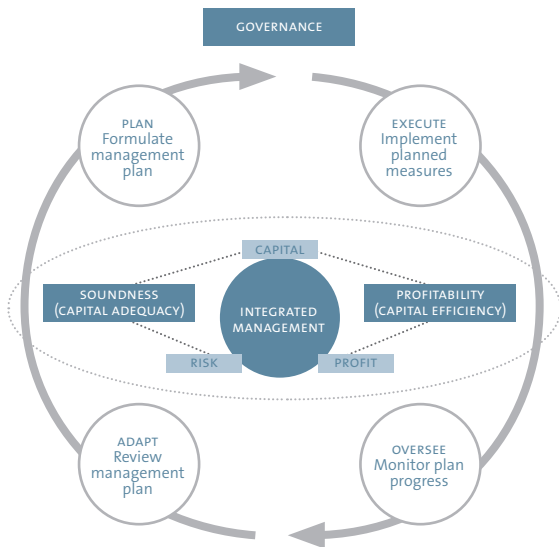 GOVERNANCE
PLAN
Formulate
management
plan
EXECUTE
Implement
planned
measures
CAPITAL
SOUNDNESS
(CAPITAL ADEQUACY)
INTEGRATED
MANAGEMENT
PROFITABILITY
(CAPITAL EFFICIENCY)
RISK
PROFIT
ADAPT
Review
management
plan
OVERSEE
Monitor plan
progress